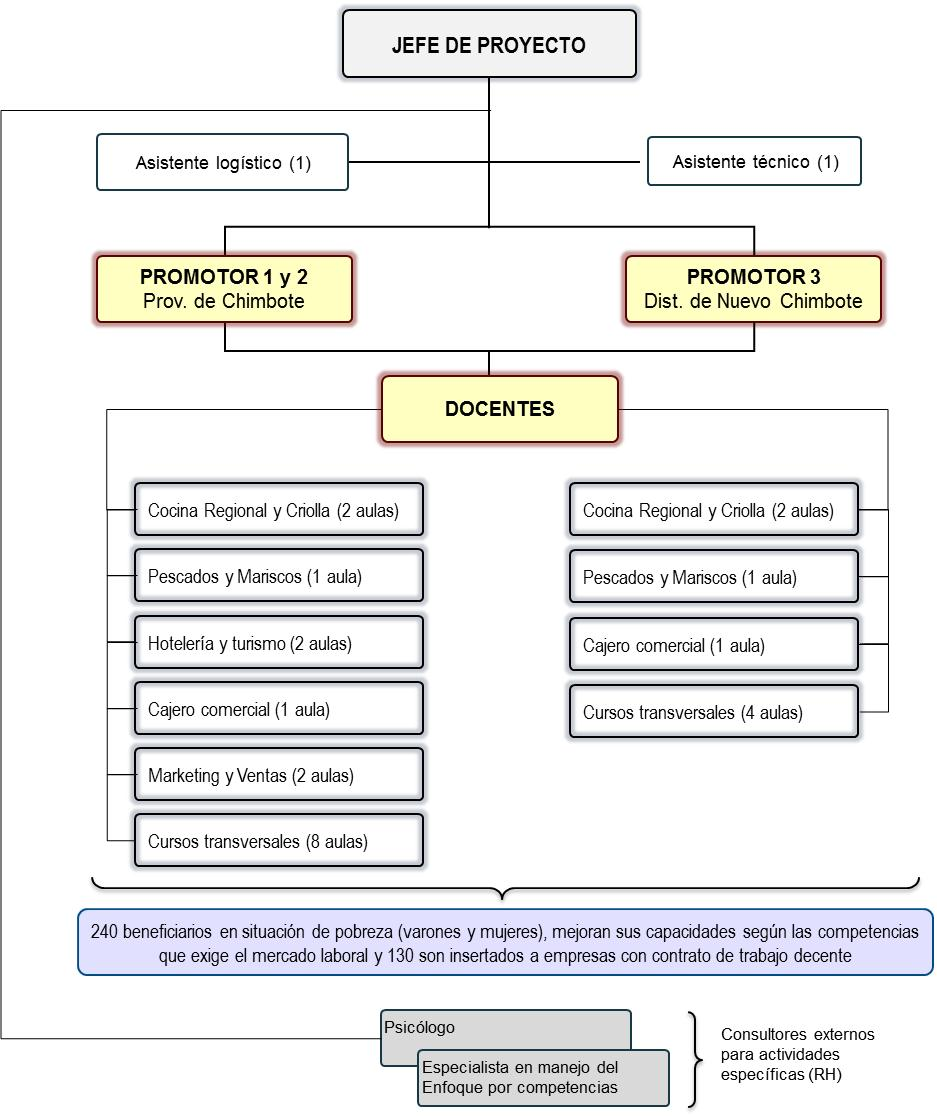 JEFE DE PROYECTO
Asistente logístico (1)
Asistente técnico (1)
PROMOTOR 1 y 2
Prov. de Chimbote
PROMOTOR 3
Dist. de Nuevo Chimbote
DOCENTES
Cocina Regional y Criolla (2 aulas)
Pescados y Mariscos (1 aula)
Hotelería y turismo (2 aulas)
Cajero comercial (1 aula)
Marketing y Ventas (2 aulas)
Cursos transversales (8 aulas)
Cocina Regional y Criolla (2 aulas)
Pescados y Mariscos (1 aula)
Cajero comercial (1 aula)
Cursos transversales (4 aulas)
240 beneficiarios en situación de pobreza (varones y mujeres), mejoran sus capacidades según las competencias
que exige el mercado laboral y 130 son insertados a empresas con contrato de trabajo decente
Psicólogo
Especialista en manejo del
Enfoque por competencias
Consultores externos
para actividades
específicas (RH)